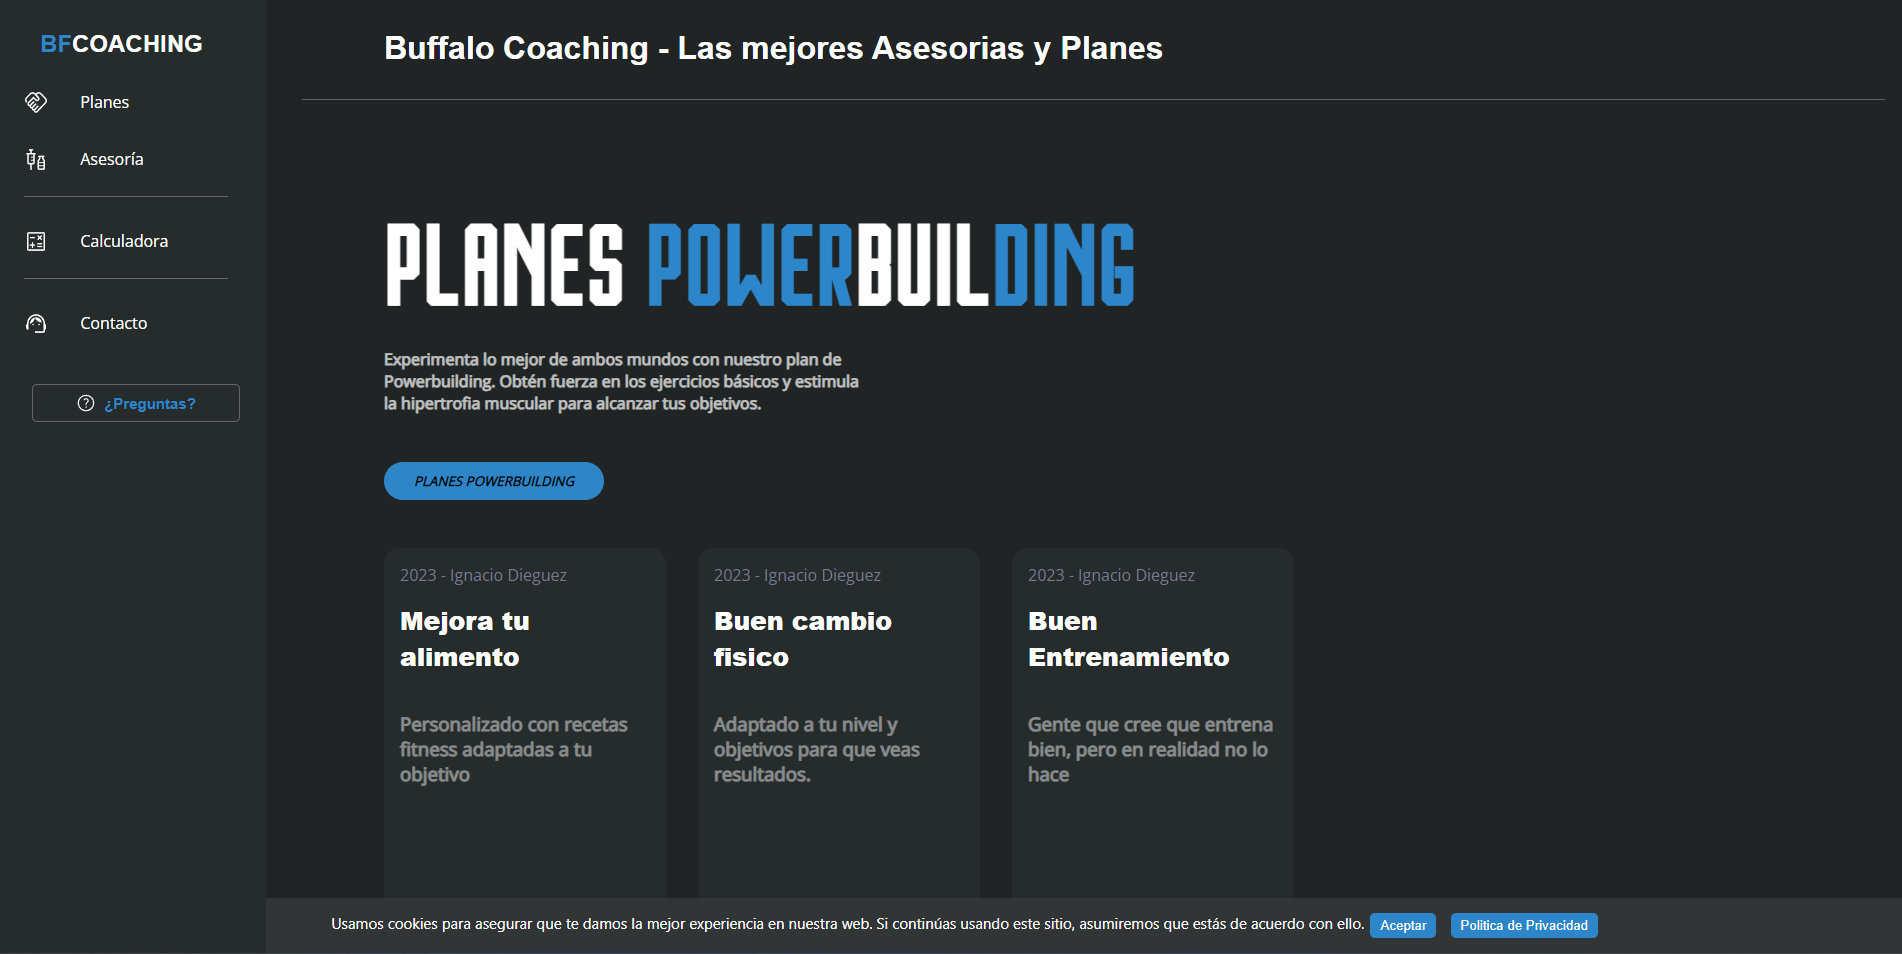 BFCOACHING
Planes
Asesoría
Calculadora
Contacto
¿Preguntas?
Buffalo Coaching - Las mejores Asesorias y Planes
PLANES POWERBUILDING
Experimenta lo mejor de ambos mundos con nuestro plan de
Powerbuilding. Obtén fuerza en los ejercicios básicos y estimula
la hipertrofia muscular para alcanzar tus objetivos.
PLANES POWERBUILDING
2023 - Ignacio Dieguez
Mejora tu
alimento
Personalizado con recetas
fitness adaptadas a tu
objetivo
2023 - Ignacio Dieguez
Buen cambio
fisico
Adaptado a tu nivel y
objetivos para que veas
resultados.
2023 - Ignacio Dieguez
Buen
Entrenamiento
Gente que cree que entrena
bien, pero en realidad no lo
hace
Usamos cookies para asegurar que te damos la mejor experiencia en nuestra web. Si continúas usando este sitio, asumiremos que estás de acuerdo con ello. Aceptar Politica de Privacidad